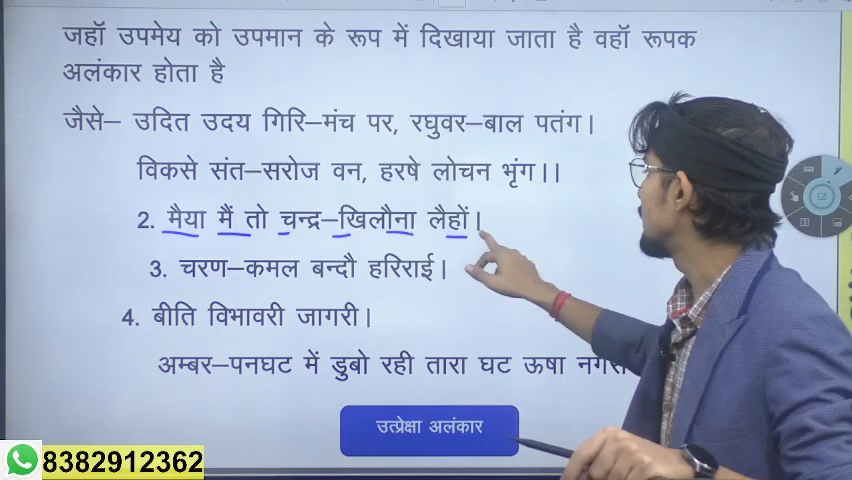 जहॉ उपमेय को उपमान के रूप में दिखाया जाता है वहॉ रूपक
अलंकार होता है
जैसे– उदित उदय गिरि–मंच पर, रघुवर–बाल पतंग।
विकसे संत–सरोज वन, हरषे लोचन भृंग।।
2. मैया मैं तो चन्द्र–खिलौना लैहों।
3. चरण–कमल बन्दौ हरिराई।
4. बीति विभावरी जागरी।
अम्बर–पनघट में डुबो रही तारा घट ऊषा
उत्प्रेक्षा अलंकार
8382912362